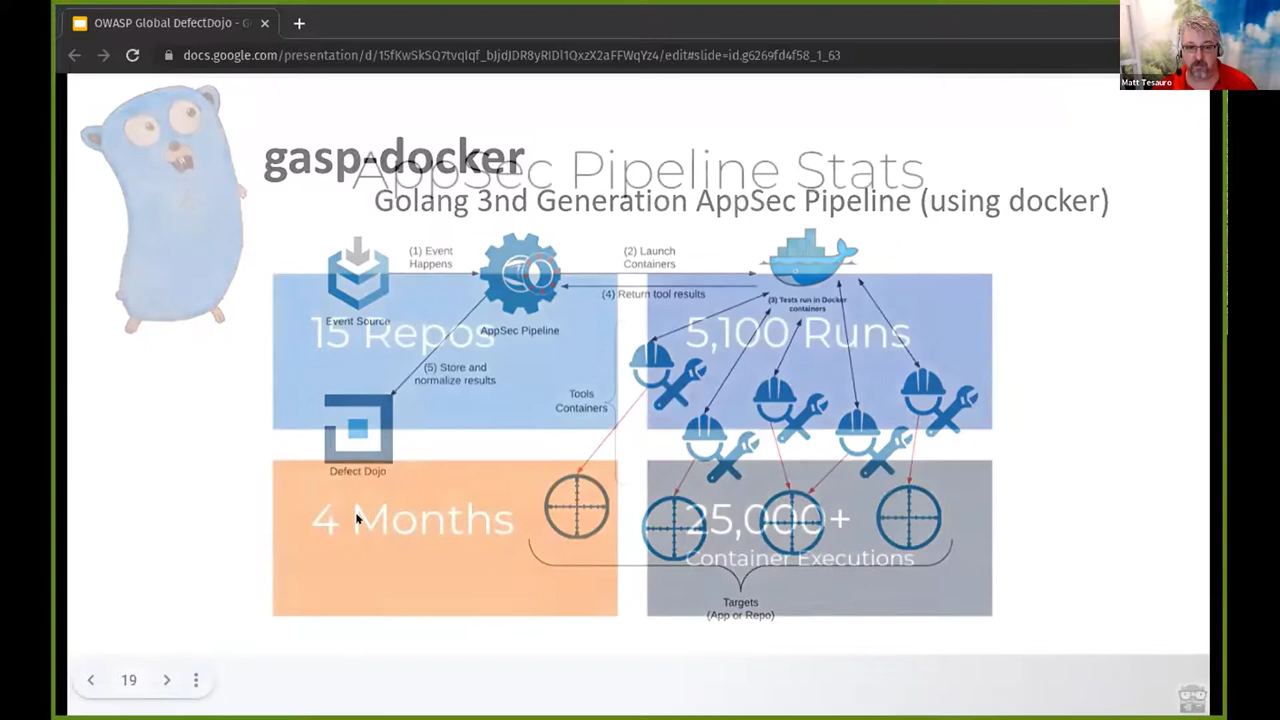 OWASP Global DefectDojo - G
docs.google.com/presentation/d/15fKwSkSQ7tvqIqf_bJjqDR8yRIDl1QxzX2aFFWqYz4/edit#slide=id.g6269fd4f58_1_63
Matt Tesauro
gasp-docker
AppSec Pipeline Stats
Golang 3nd Generation AppSec Pipeline (using docker)
(1) Event
Happens
(2) Launch
Containers
(4) Return tool results
(3) Tests run in Docker
containers
Event Source
AppSec Pipeline
15 Repos
5,100 Runs
(5) Store and
normalize results
Tools
Containers
Defect Dojo
4 Months
25,000+
Container Executions
Targets
(App or Repo)
19